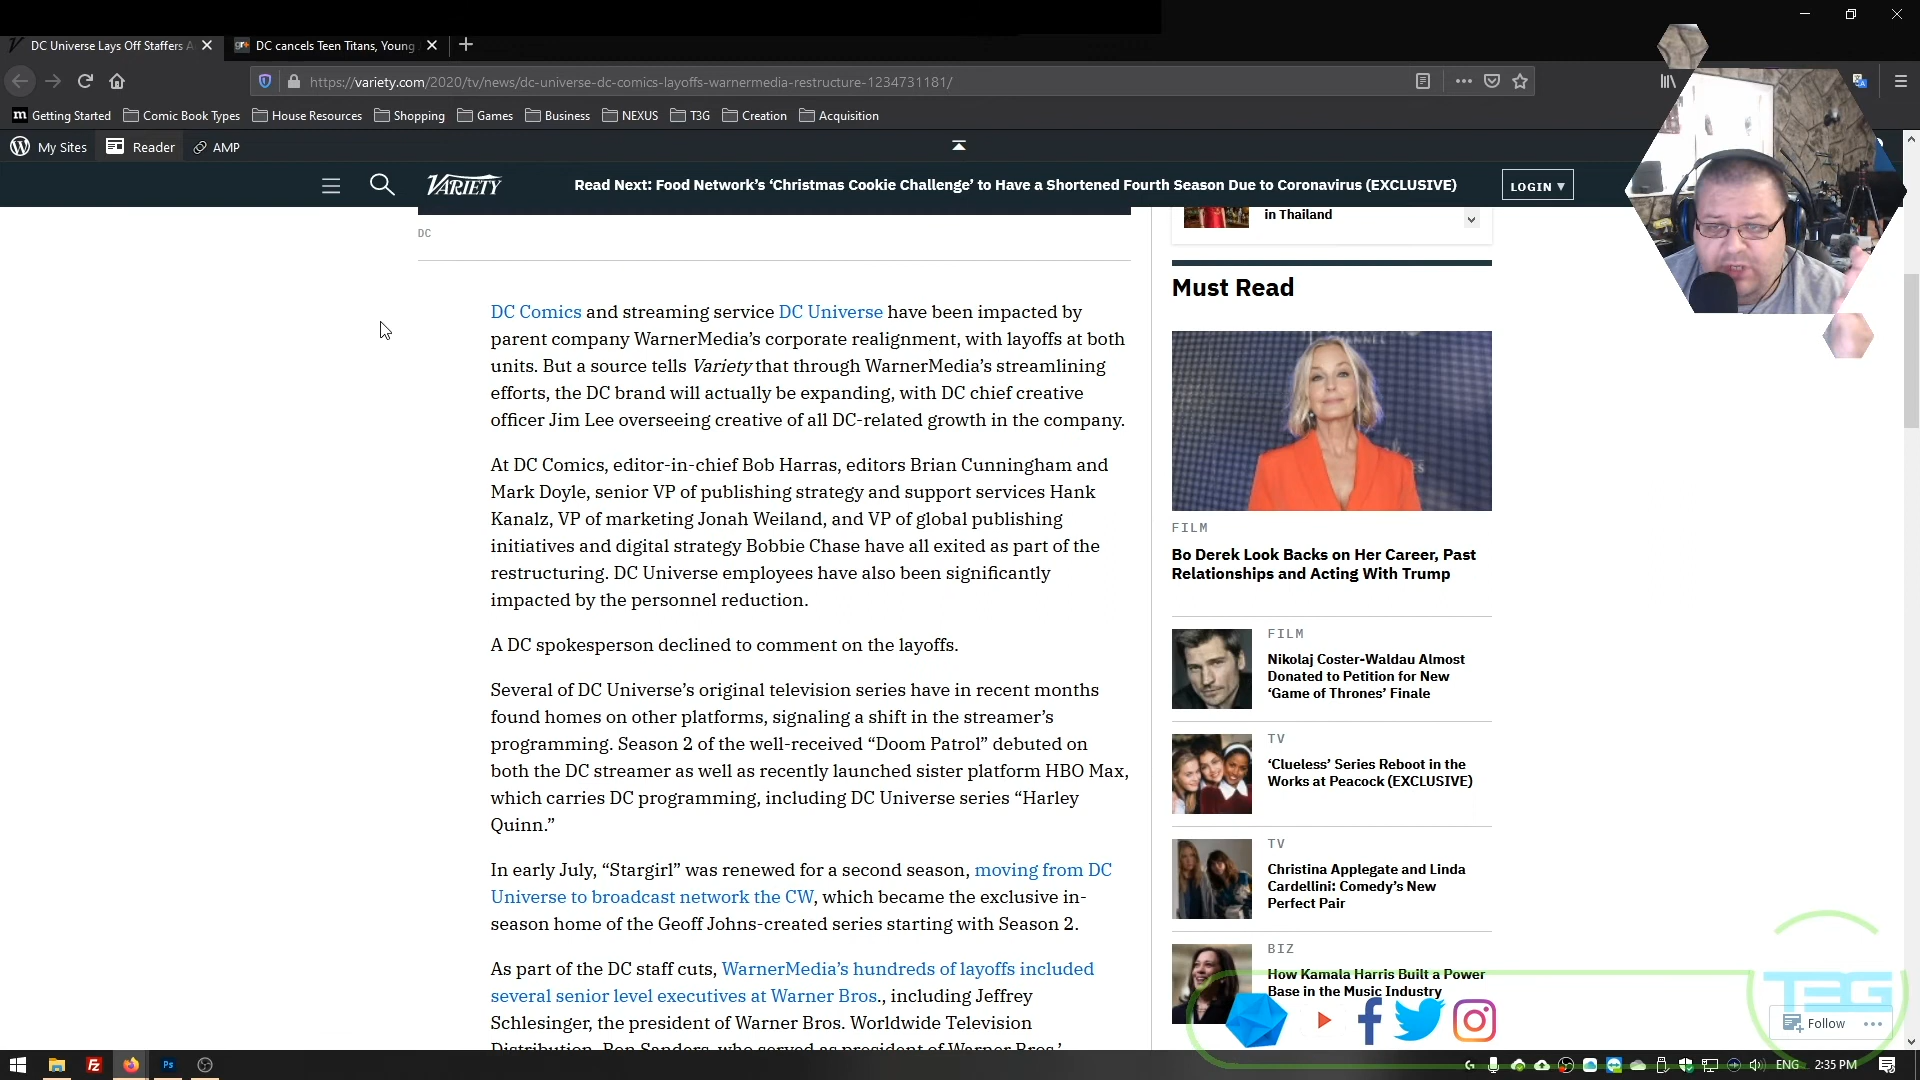 DC Universe Lays Off Staffers A
DC cancels Teen Titans, Young
https://variety.com/2020/tv/news/dc-universe-dc-comics-layoffs-warnermedia-restructure-1234731181/
Getting Started
Comic Book Types
House Resources
Shopping
Games
Business
NEXUS
T3G
Creation
Acquisition
My Sites
Reader
AMP
VARIETY
Read Next: Food Network’s ‘Christmas Cookie Challenge’ to Have a Shortened Fourth Season Due to Coronavirus (EXCLUSIVE)
LOGIN ▾
DC
DC Comics and streaming service DC Universe have been impacted by
parent company WarnerMedia’s corporate realignment, with layoffs at both
units. But a source tells Variety that through WarnerMedia’s streamlining
efforts, the DC brand will actually be expanding, with DC chief creative
officer Jim Lee overseeing creative of all DC-related growth in the company.
At DC Comics, editor-in-chief Bob Harras, editors Brian Cunningham and
Mark Doyle, senior VP of publishing strategy and support services Hank
Kanalz, VP of marketing Jonah Weiland, and VP of global publishing
initiatives and digital strategy Bobbie Chase have all exited as part of the
restructuring. DC Universe employees have also been significantly
impacted by the personnel reduction.
A DC spokesperson declined to comment on the layoffs.
Several of DC Universe’s original television series have in recent months
found homes on other platforms, signaling a shift in the streamer’s
programming. Season 2 of the well-received “Doom Patrol” debuted on
both the DC streamer as well as recently launched sister platform HBO Max,
which carries DC programming, including DC Universe series “Harley
Quinn.”
In early July, “Stargirl” was renewed for a second season, moving from DC
Universe to broadcast network the CW, which became the exclusive in-
season home of the Geoff Johns-created series starting with Season 2.
As part of the DC staff cuts, WarnerMedia’s hundreds of layoffs included
several senior level executives at Warner Bros., including Jeffrey
Schlesinger, the president of Warner Bros. Worldwide Television
Distribution, Ron Sanders, who served as president of Warner Bros.’
in Thailand
Must Read
FILM
Bo Derek Look Backs on Her Career, Past
Relationships and Acting With Trump
FILM
Nikolaj Coster-Waldau Almost
Donated to Petition for New
‘Game of Thrones’ Finale
TV
‘Clueless’ Series Reboot in the
Works at Peacock (EXCLUSIVE)
TV
Christina Applegate and Linda
Cardellini: Comedy’s New
Perfect Pair
BIZ
How Kamala Harris Built a Power
Base in the Music Industry
T3G
Follow
ENG
2:35 PM